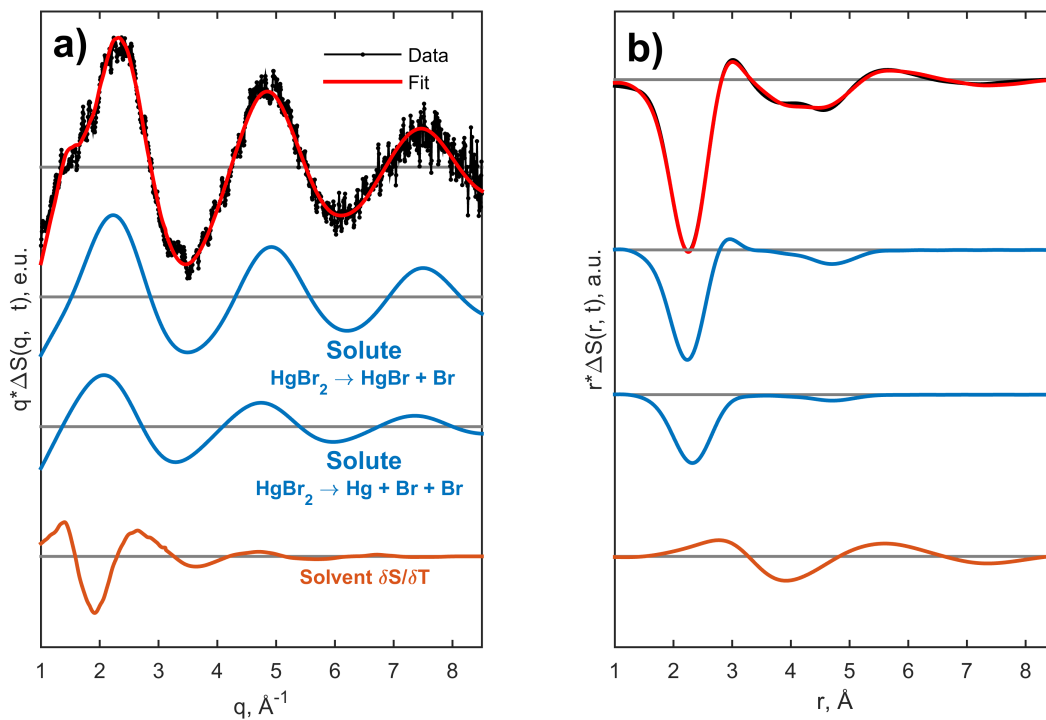 a)
Data
Fit
q*ΔS(q, t), e.u.
Solute
HgBr2 → HgBr + Br
Solute
HgBr2 → Hg + Br + Br
Solvent δS/δT
1 2 3 4 5 6 7 8
q, Å-1
b)
r*ΔS(r, t), a.u.
1 2 3 4 5 6 7 8
r, Å